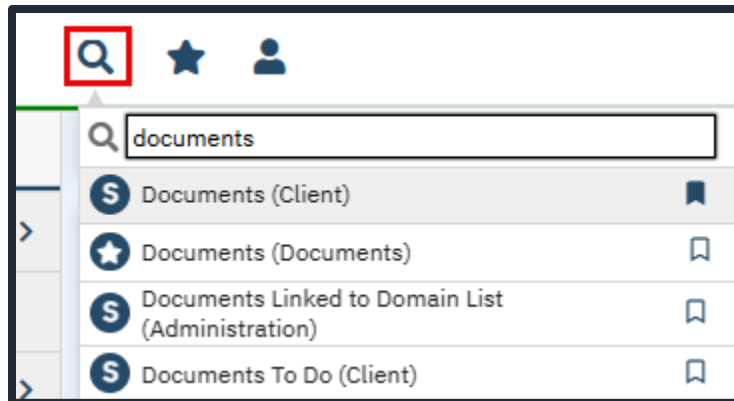 documents
S Documents (Client)
Documents (Documents)
S Documents Linked to Domain List
(Administration)
S Documents To Do (Client)